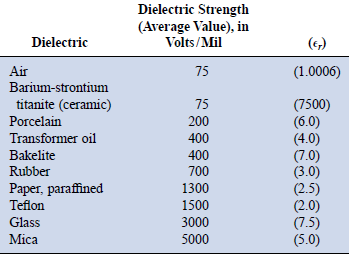 Dielectric Strength
(Average Value), in
Dielectric Volts/Mil (ϵr)
Air 75 (1.0006)
Barium-strontium
titanite (ceramic) 75 (7500)
Porcelain 200 (6.0)
Transformer oil 400 (4.0)
Bakelite 400 (7.0)
Rubber 700 (3.0)
Paper, paraffined 1300 (2.5)
Teflon 1500 (2.0)
Glass 3000 (7.5)
Mica 5000 (5.0)